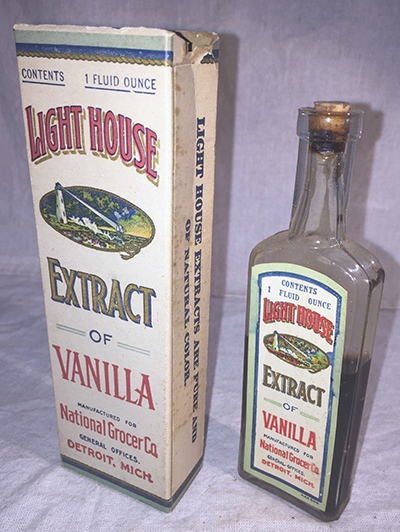 CONTENTS 1 FLUID OUNCE
LIGHT HOUSE
EXTRACT
OF
VANILLA
MANUFACTURED FOR
National Grocer Co.
GENERAL OFFICES.
DETROIT, MICH.
LIGHT HOUSE EXTRACTS ARE PURE AND
OF NATURAL COLOR.
CONTENTS
1 FLUID OUNCE
LIGHT HOUSE
EXTRACT
OF
VANILLA
MANUFACTURED FOR
National Grocer Co.
GENERAL OFFICES.
DETROIT, MICH.